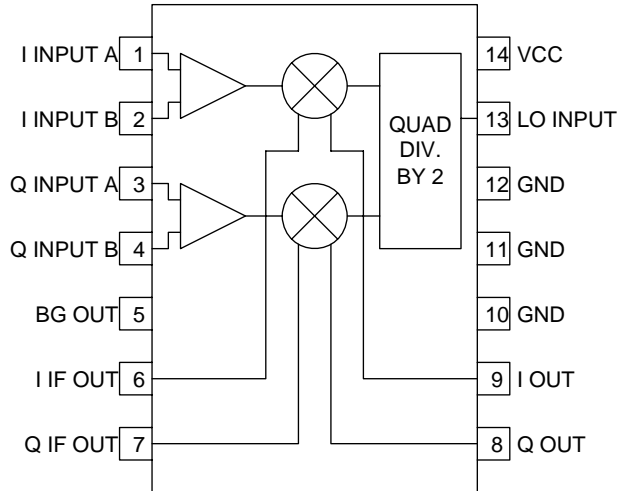 I INPUT A 1
I INPUT B 2
Q INPUT A 3
Q INPUT B 4
BG OUT 5
I IF OUT 6
Q IF OUT 7
QUAD
DIV.
BY 2
14 VCC
13 LO INPUT
12 GND
11 GND
10 GND
9 I OUT
8 Q OUT